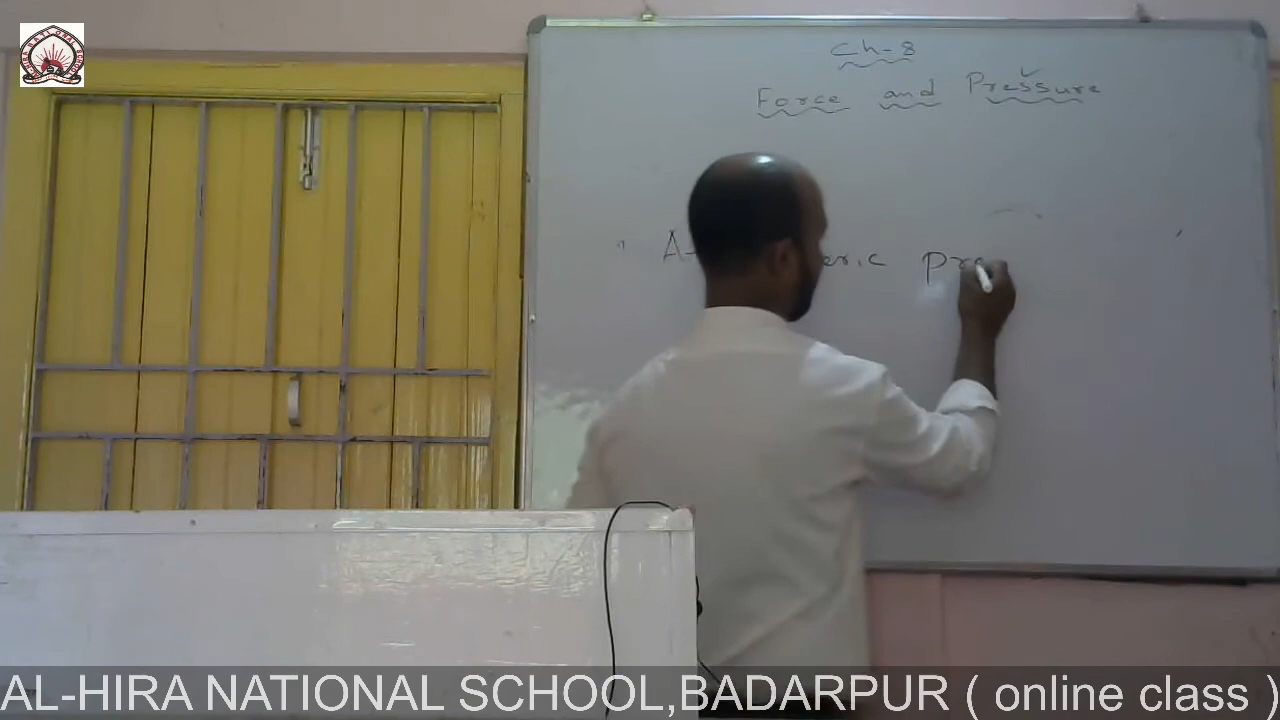 Ch-8
Force and Pressure
AL-HIRA NATIONAL SCHOOL,BADARPUR ( online class )